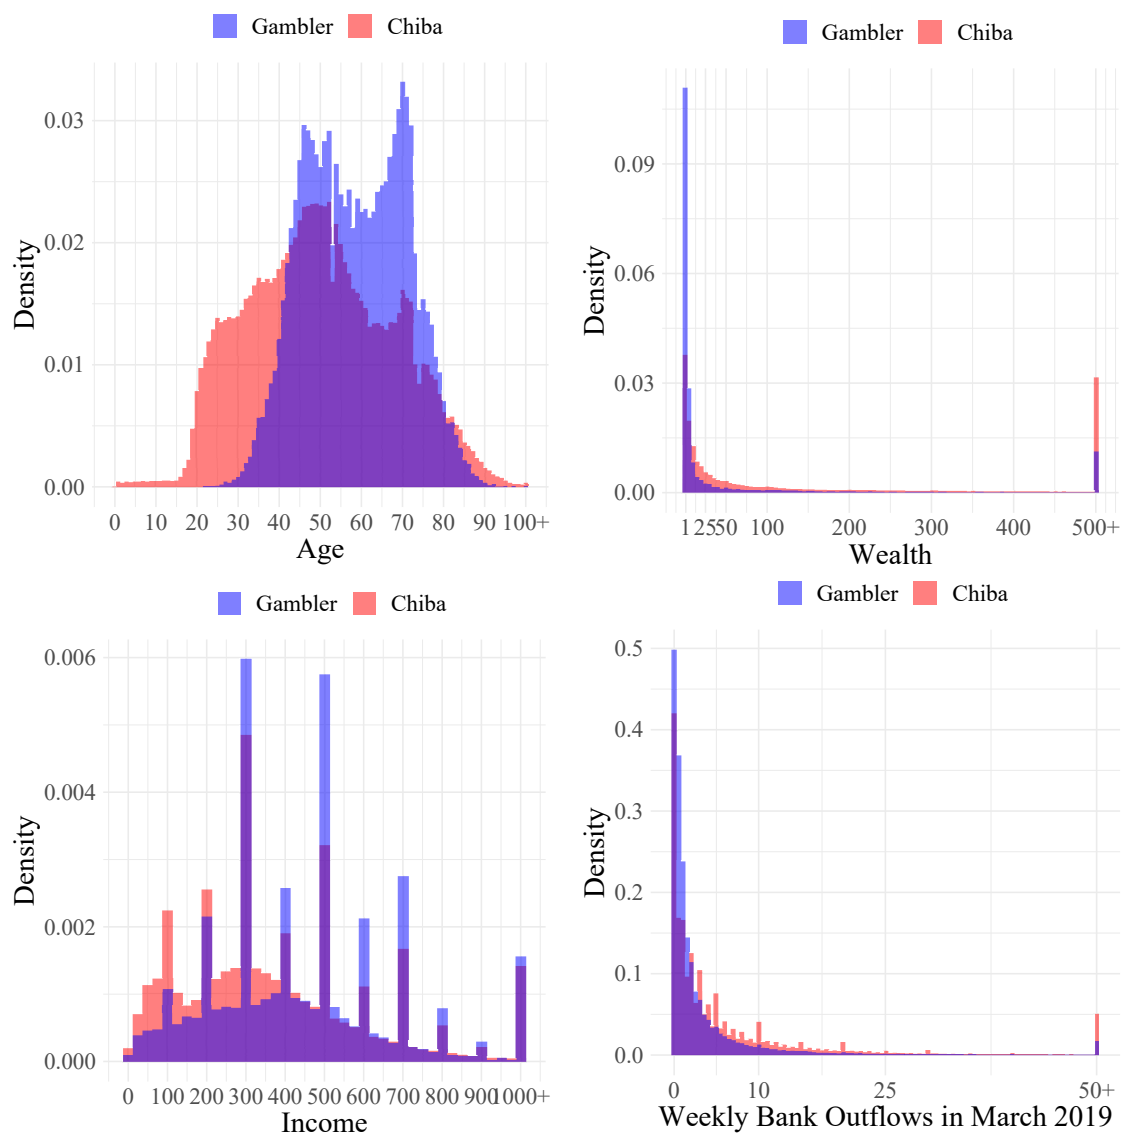 Gambler Chiba
0.03
0.02
0.01
0.00
Density
0 10 20 30 40 50 60 70 80 90 100+
Age
Gambler Chiba
0.09
0.06
0.03
0.00
Density
1 25 50 100 200 300 400 500+
Wealth
Gambler Chiba
0.006
0.004
0.002
0.000
Density
0 100 200 300 400 500 600 700 800 900 1000+
Income
Gambler Chiba
0.5
0.4
0.3
0.2
0.1
0.0
Density
0 10 25 50+
Weekly Bank Outflows in March 2019